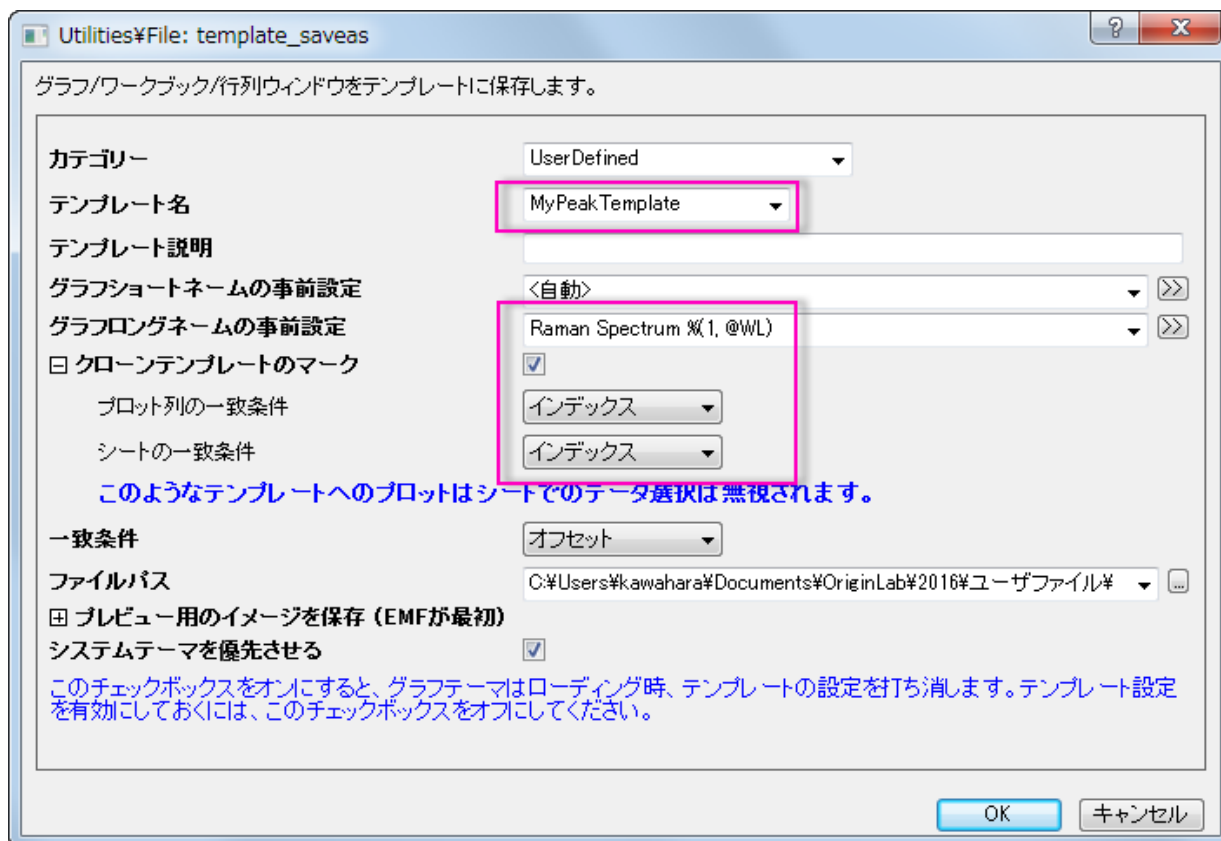 Utilities¥File: template_saveas
グラフ/ワークブック/行列ウィンドウをテンプレートに保存します。
カテゴリー UserDefined
テンプレート名 MyPeakTemplate
テンプレート説明
グラフショートネームの事前設定 <自動> >>
グラフロングネームの事前設定 Raman Spectrum %(1, @WL) >>
クローンテンプレートのマーク
プロット列の一致条件 インデックス
シートの一致条件 インデックス
このようなテンプレートへのプロットはシートでのデータ選択は無視されます。
一致条件 オフセット
ファイルパス C:¥Users¥kawahara¥Documents¥OriginLab¥2016¥ユーザファイル¥ ...
プレビュー用のイメージを保存(EMFが最初)
システムテーマを優先させる
このチェックボックスをオンにすると、グラフテーマはローディング時、テンプレートの設定を打ち消します。テンプレート設定
を有効にしておくには、このチェックボックスをオフにしてください。
OK キャンセル